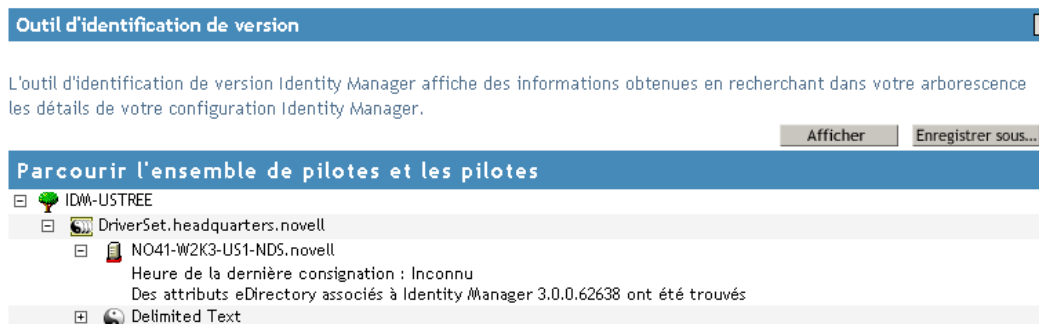 Outil d'identification de version
L'outil d'identification de version Identity Manager affiche des informations obtenues en recherchant dans votre arborescence
les détails de votre configuration Identity Manager.
Afficher Enregistrer sous...
Parcourir l'ensemble de pilotes et les pilotes
IDM-USTREE
DriverSet.headquarters.novell
NO41-W2K3-US1-NDS.novell
Heure de la dernière consignation : Inconnu
Des attributs eDirectory associés à Identity Manager 3.0.0.62638 ont été trouvés
Delimited Text